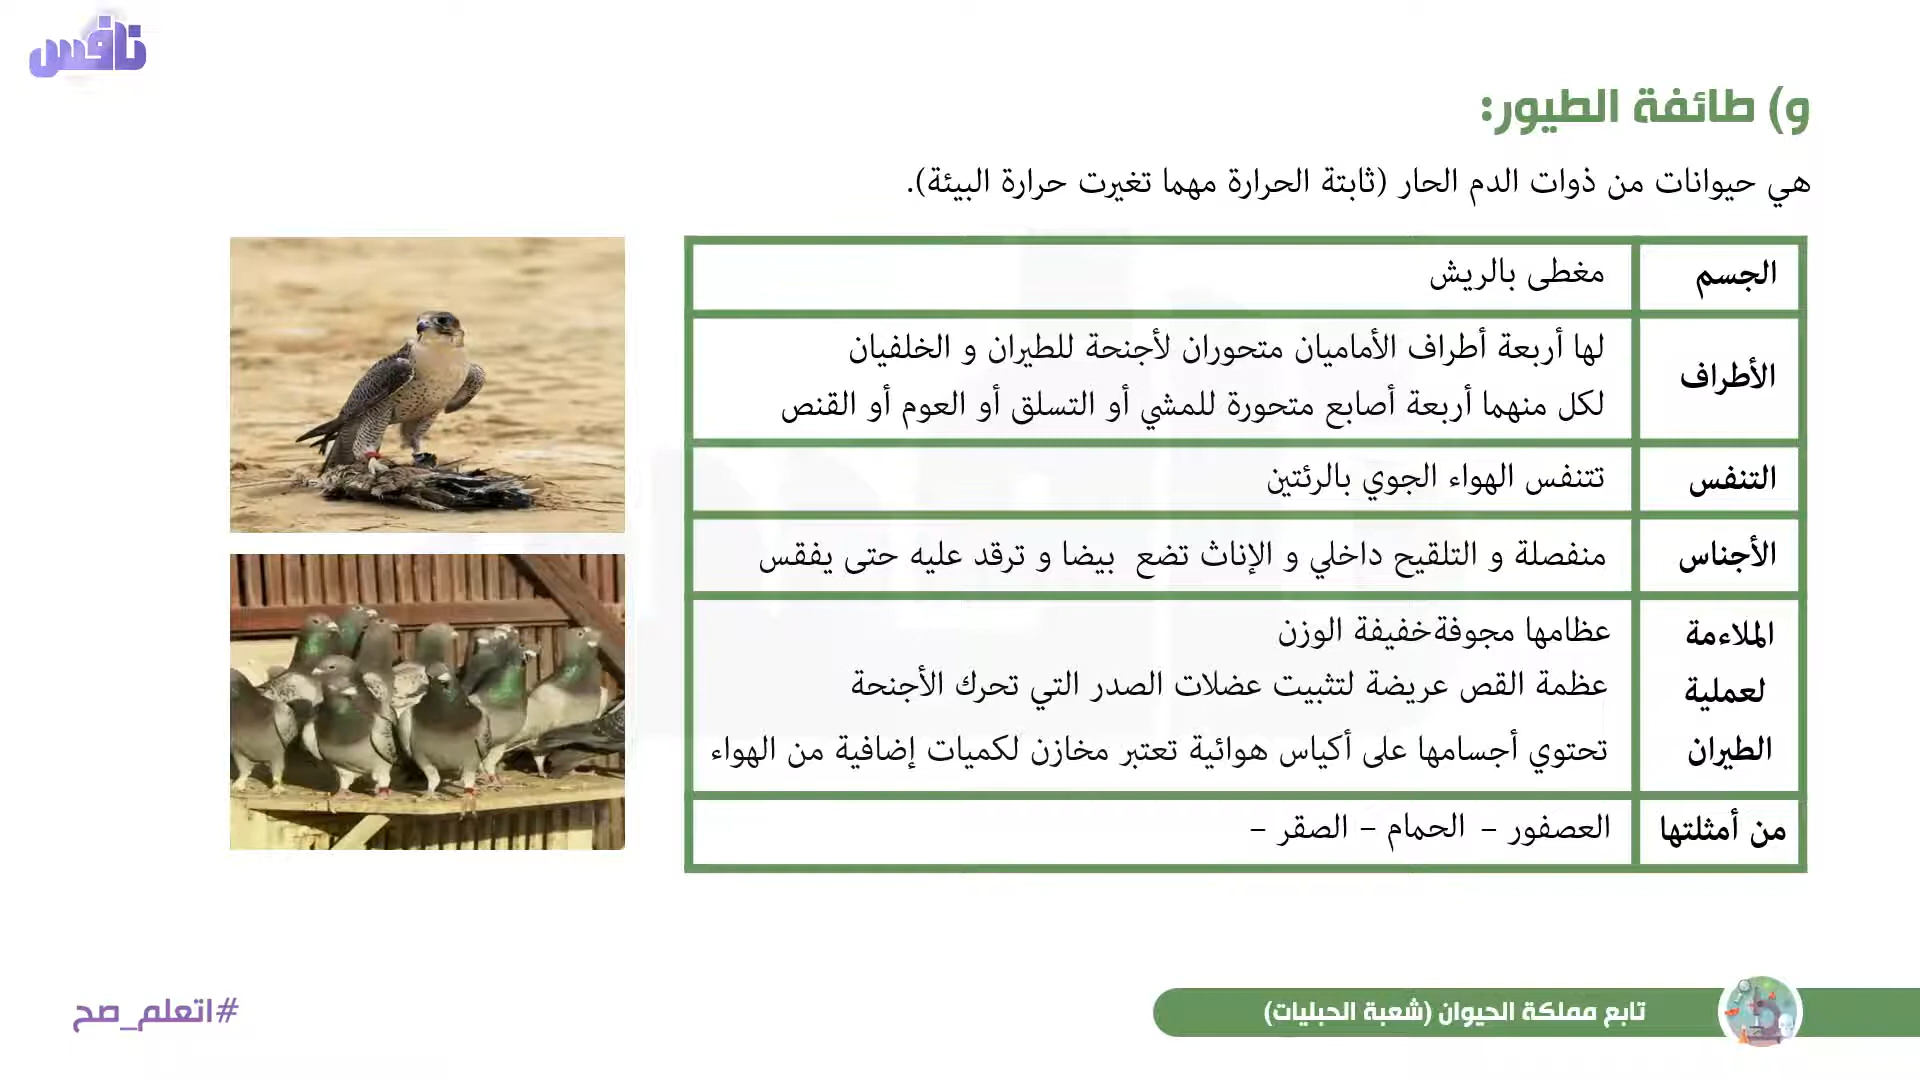 نافس
و) طائفة الطيور:
هي حيوانات من ذوات الدم الحار (ثابتة الحرارة مهما تغيرت حرارة البيئة).
الجسم
مغطى بالريش
الأطراف
لها أربعة أطراف الأماميان متحوران لأجنحة للطيران و الخلفيان
لكل منهما أربعة أصابع متحورة للمشي أو التسلق أو العوم أو القنص
التنفس
تتنفس الهواء الجوي بالرئتين
الأجناس
منفصلة و التلقيح داخلي و الإناث تضع بيضا و ترقد عليه حتى يفقس
الملاءمة
لعملية
الطيران
عظامها مجوفةخفيفة الوزن
عظمة القص عريضة لتثبيت عضلات الصدر التي تحرك الأجنحة
تحتوي أجسامها على أكياس هوائية تعتبر مخازن لكميات إضافية من الهواء
من أمثلتها
العصفور – الحمام – الصقر –
تابع مملكة الحيوان (شعبة الحبليات)
#اتعلم_صح